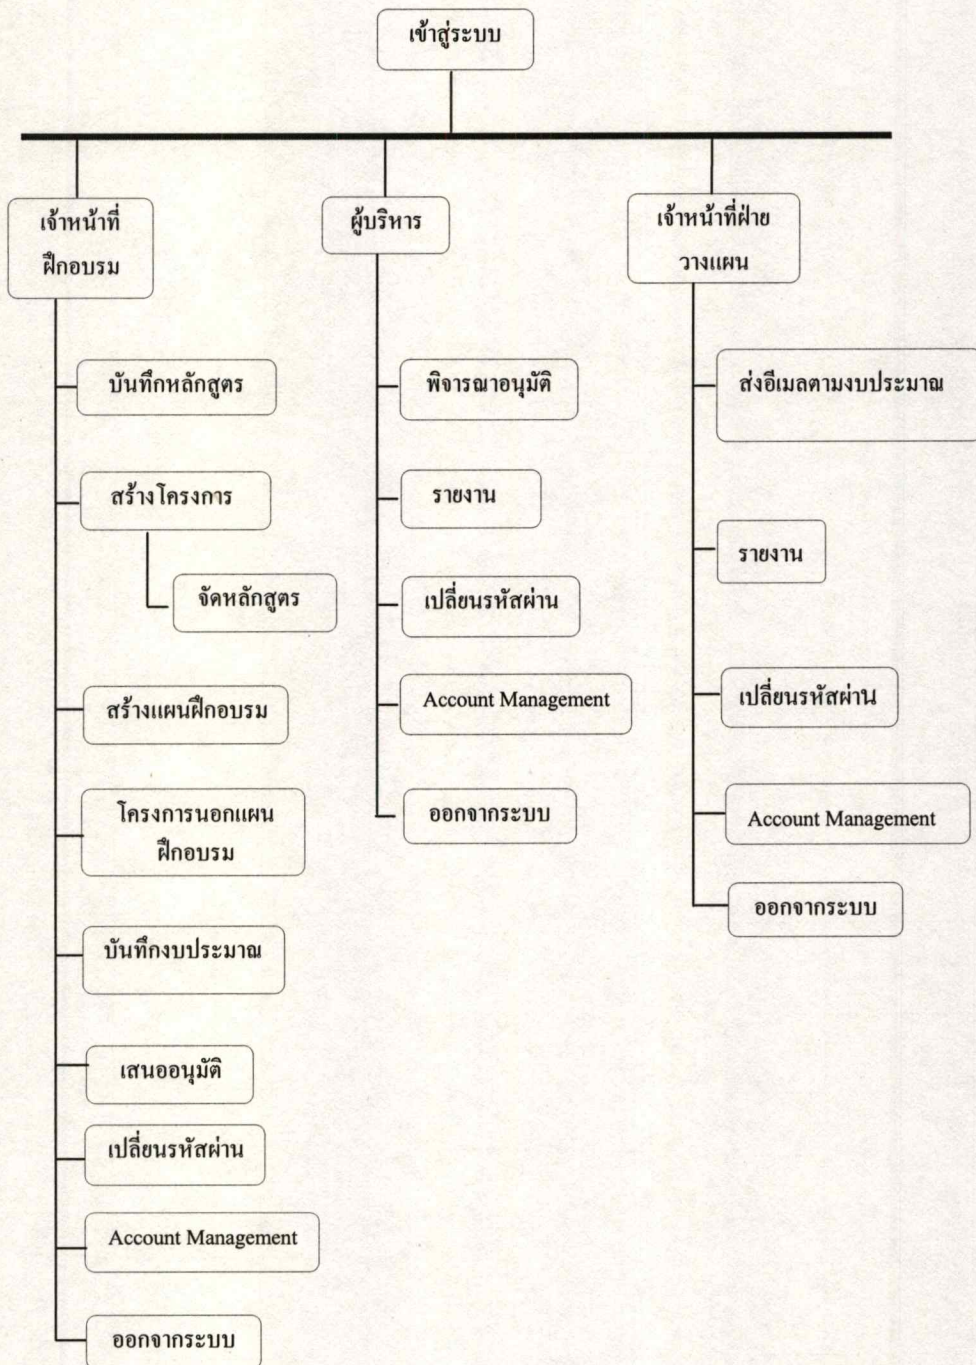 เข้าสู่ระบบ
เจ้าหน้าที่
ฝึกอบรม
บันทึกหลักสูตร
สร้างโครงการ
จัดหลักสูตร
สร้างแผนฝึกอบรม
โครงการนอกแผน
ฝึกอบรม
บันทึกงบประมาณ
เสนออนุมัติ
เปลี่ยนรหัสผ่าน
Account Management
ออกจากระบบ
ผู้บริหาร
พิจารณาอนุมัติ
รายงาน
เปลี่ยนรหัสผ่าน
Account Management
ออกจากระบบ
เจ้าหน้าที่ฝ่าย
วางแผน
ส่งอีเมลตามงบประมาณ
รายงาน
เปลี่ยนรหัสผ่าน
Account Management
ออกจากระบบ